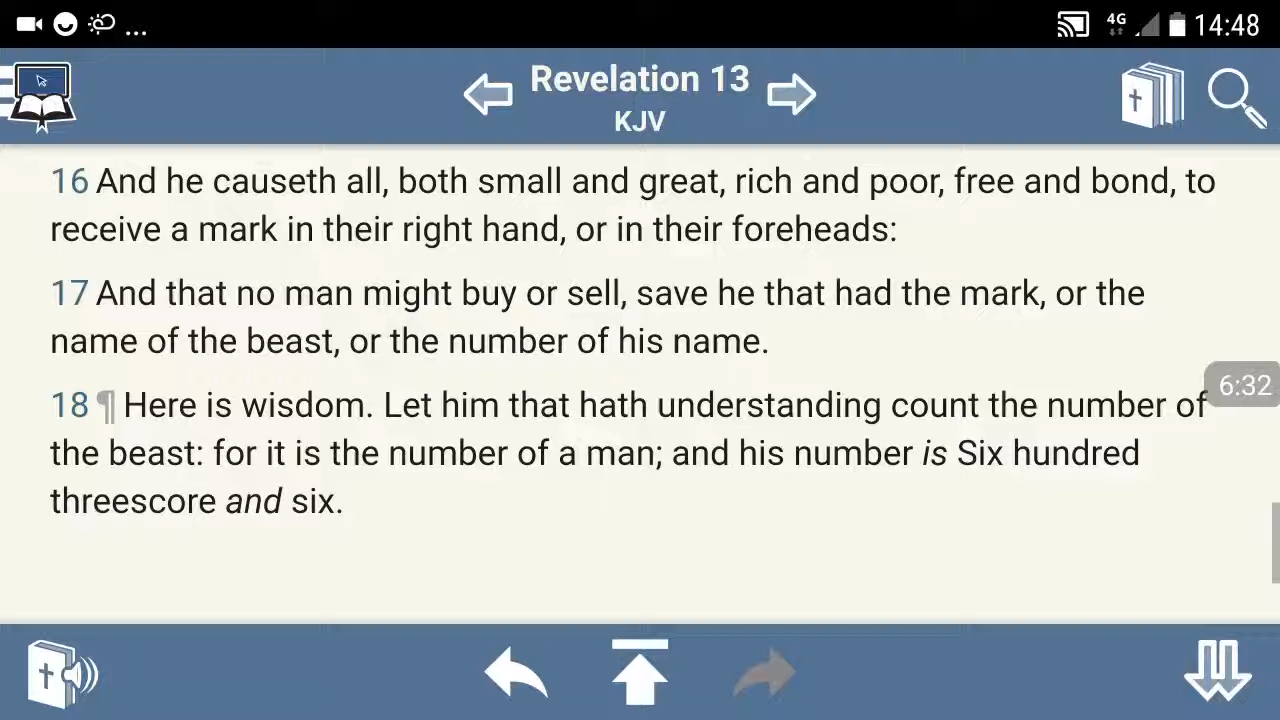 ... 4G 14:48
Revelation 13
KJV
16 And he causeth all, both small and great, rich and poor, free and bond, to
receive a mark in their right hand, or in their foreheads:
17 And that no man might buy or sell, save he that had the mark, or the
name of the beast, or the number of his name.
6:32
18 ¶ Here is wisdom. Let him that hath understanding count the number of
the beast: for it is the number of a man; and his number is Six hundred
threescore and six.